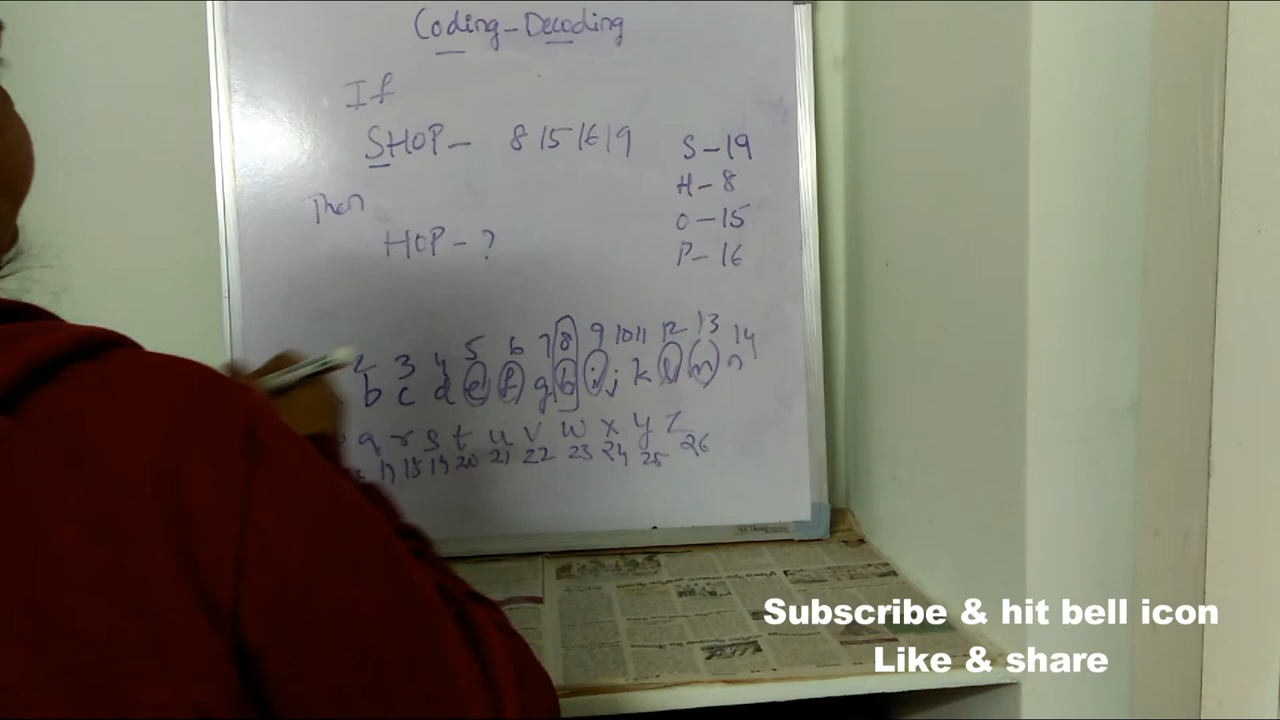 Coding-Decoding
If
SHOP- 8 15 16 19
S-19
H-8
O-15
P-16
Then
HOP-?
2 3 4 5 6 7 8 9 10 11 12 13 14
b c d e f g h i j k l m n
q r s t u v w x y z
17 18 19 20 21 22 23 24 25 26
Subscribe & hit bell icon
Like & share